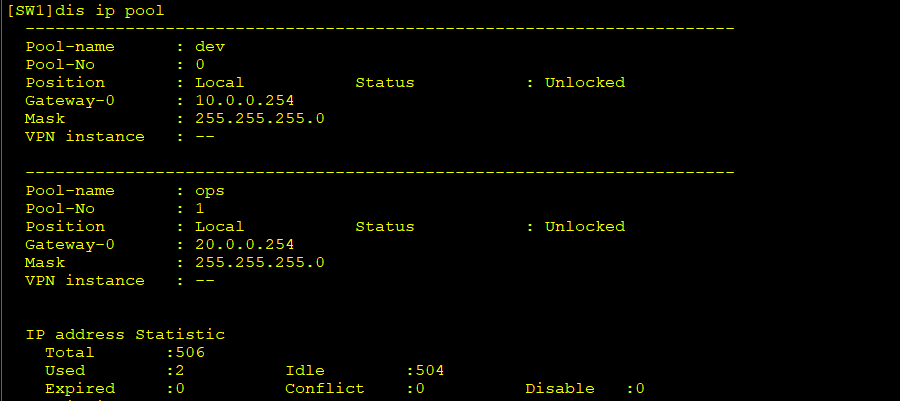 [SW1]dis ip pool
-----------------------------------------------------------------------
Pool-name      : dev
Pool-No        : 0
Position       : Local           Status           : Unlocked
Gateway-0      : 10.0.0.254
Mask           : 255.255.255.0
VPN instance   : --
-----------------------------------------------------------------------
Pool-name      : ops
Pool-No        : 1
Position       : Local           Status           : Unlocked
Gateway-0      : 20.0.0.254
Mask           : 255.255.255.0
VPN instance   : --
IP address Statistic
Total       :506
Used        :2          Idle        :504
Expired     :0          Conflict    :0          Disable   :0